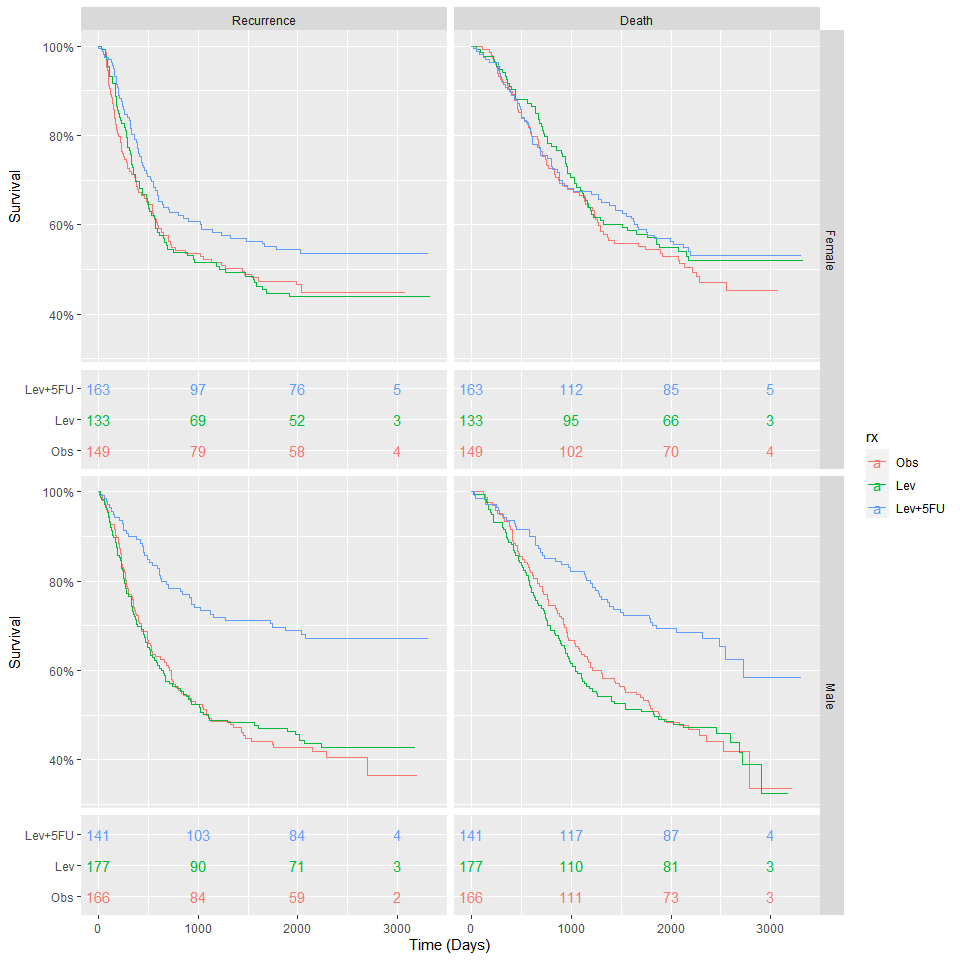 Recurrence Death
100%
80%
60%
40%
Survival
Female
Lev+5FU 163 97 76 5 163 112 85 5
Lev 133 69 52 3 133 95 66 3
Obs 149 79 58 4 149 102 70 4
rx
a Obs
a Lev
a Lev+5FU
100%
80%
60%
40%
Survival
Male
Lev+5FU 141 103 84 4 141 117 87 4
Lev 177 90 71 3 177 110 81 3
Obs 166 84 59 2 166 111 73 3
0 1000 2000 3000 0 1000 2000 3000
Time (Days)